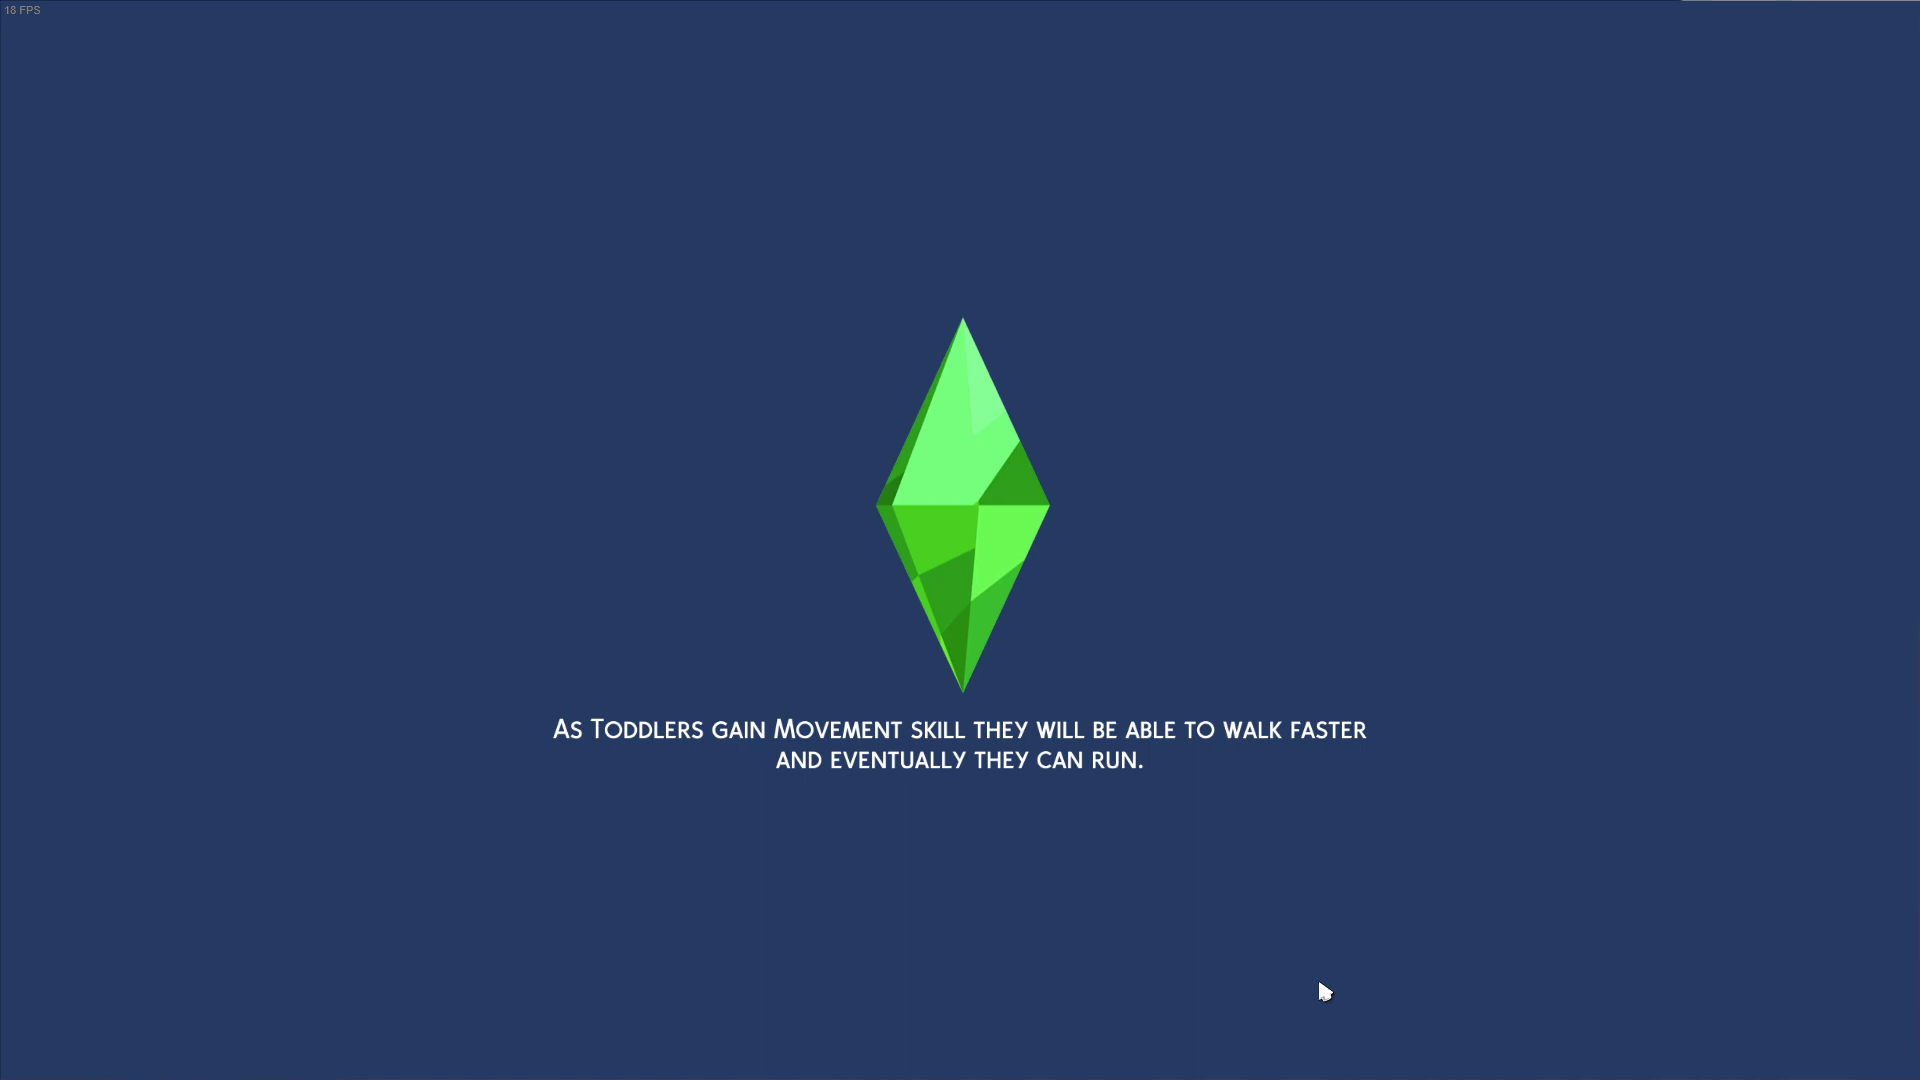 18 FPS
As Toddlers gain Movement skill they will be able to walk faster
and eventually they can run.